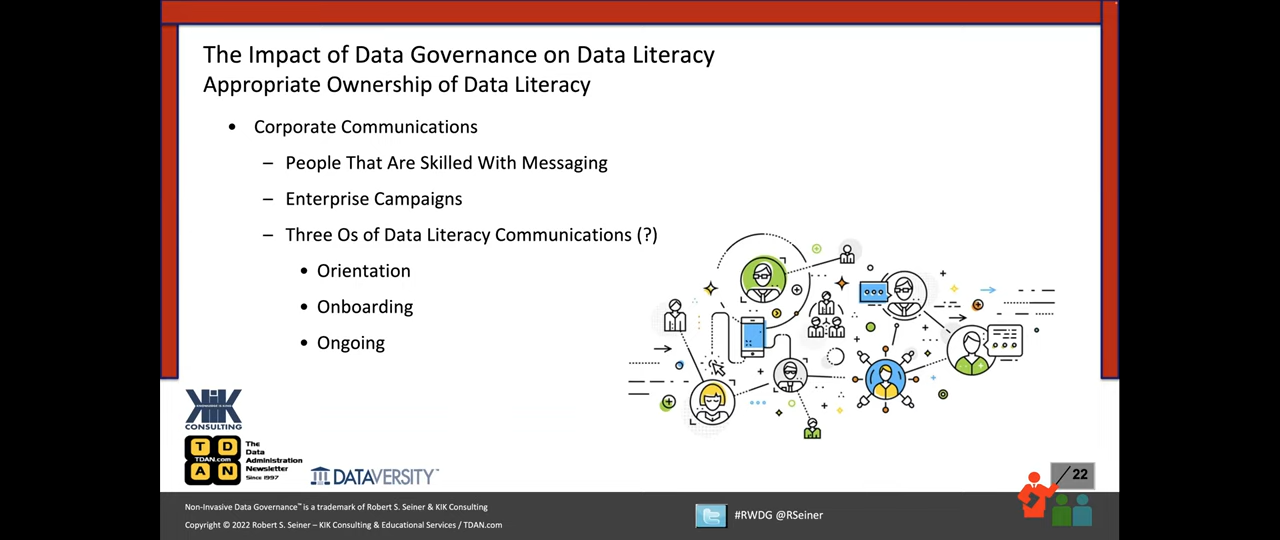 The Impact of Data Governance on Data Literacy
Appropriate Ownership of Data Literacy
• Corporate Communications
– People That Are Skilled With Messaging
– Enterprise Campaigns
– Three Os of Data Literacy Communications (?)
• Orientation
• Onboarding
• Ongoing
KIK
CONSULTING
T D
TDAN.com
A N
The
Data
Administration
Newsletter
Since 1997
DATAVERSITY™
22
Non-Invasive Data Governance™ is a trademark of Robert S. Seiner & KIK Consulting
Copyright © 2022 Robert S. Seiner – KIK Consulting & Educational Services / TDAN.com
#RWDG @RSeiner